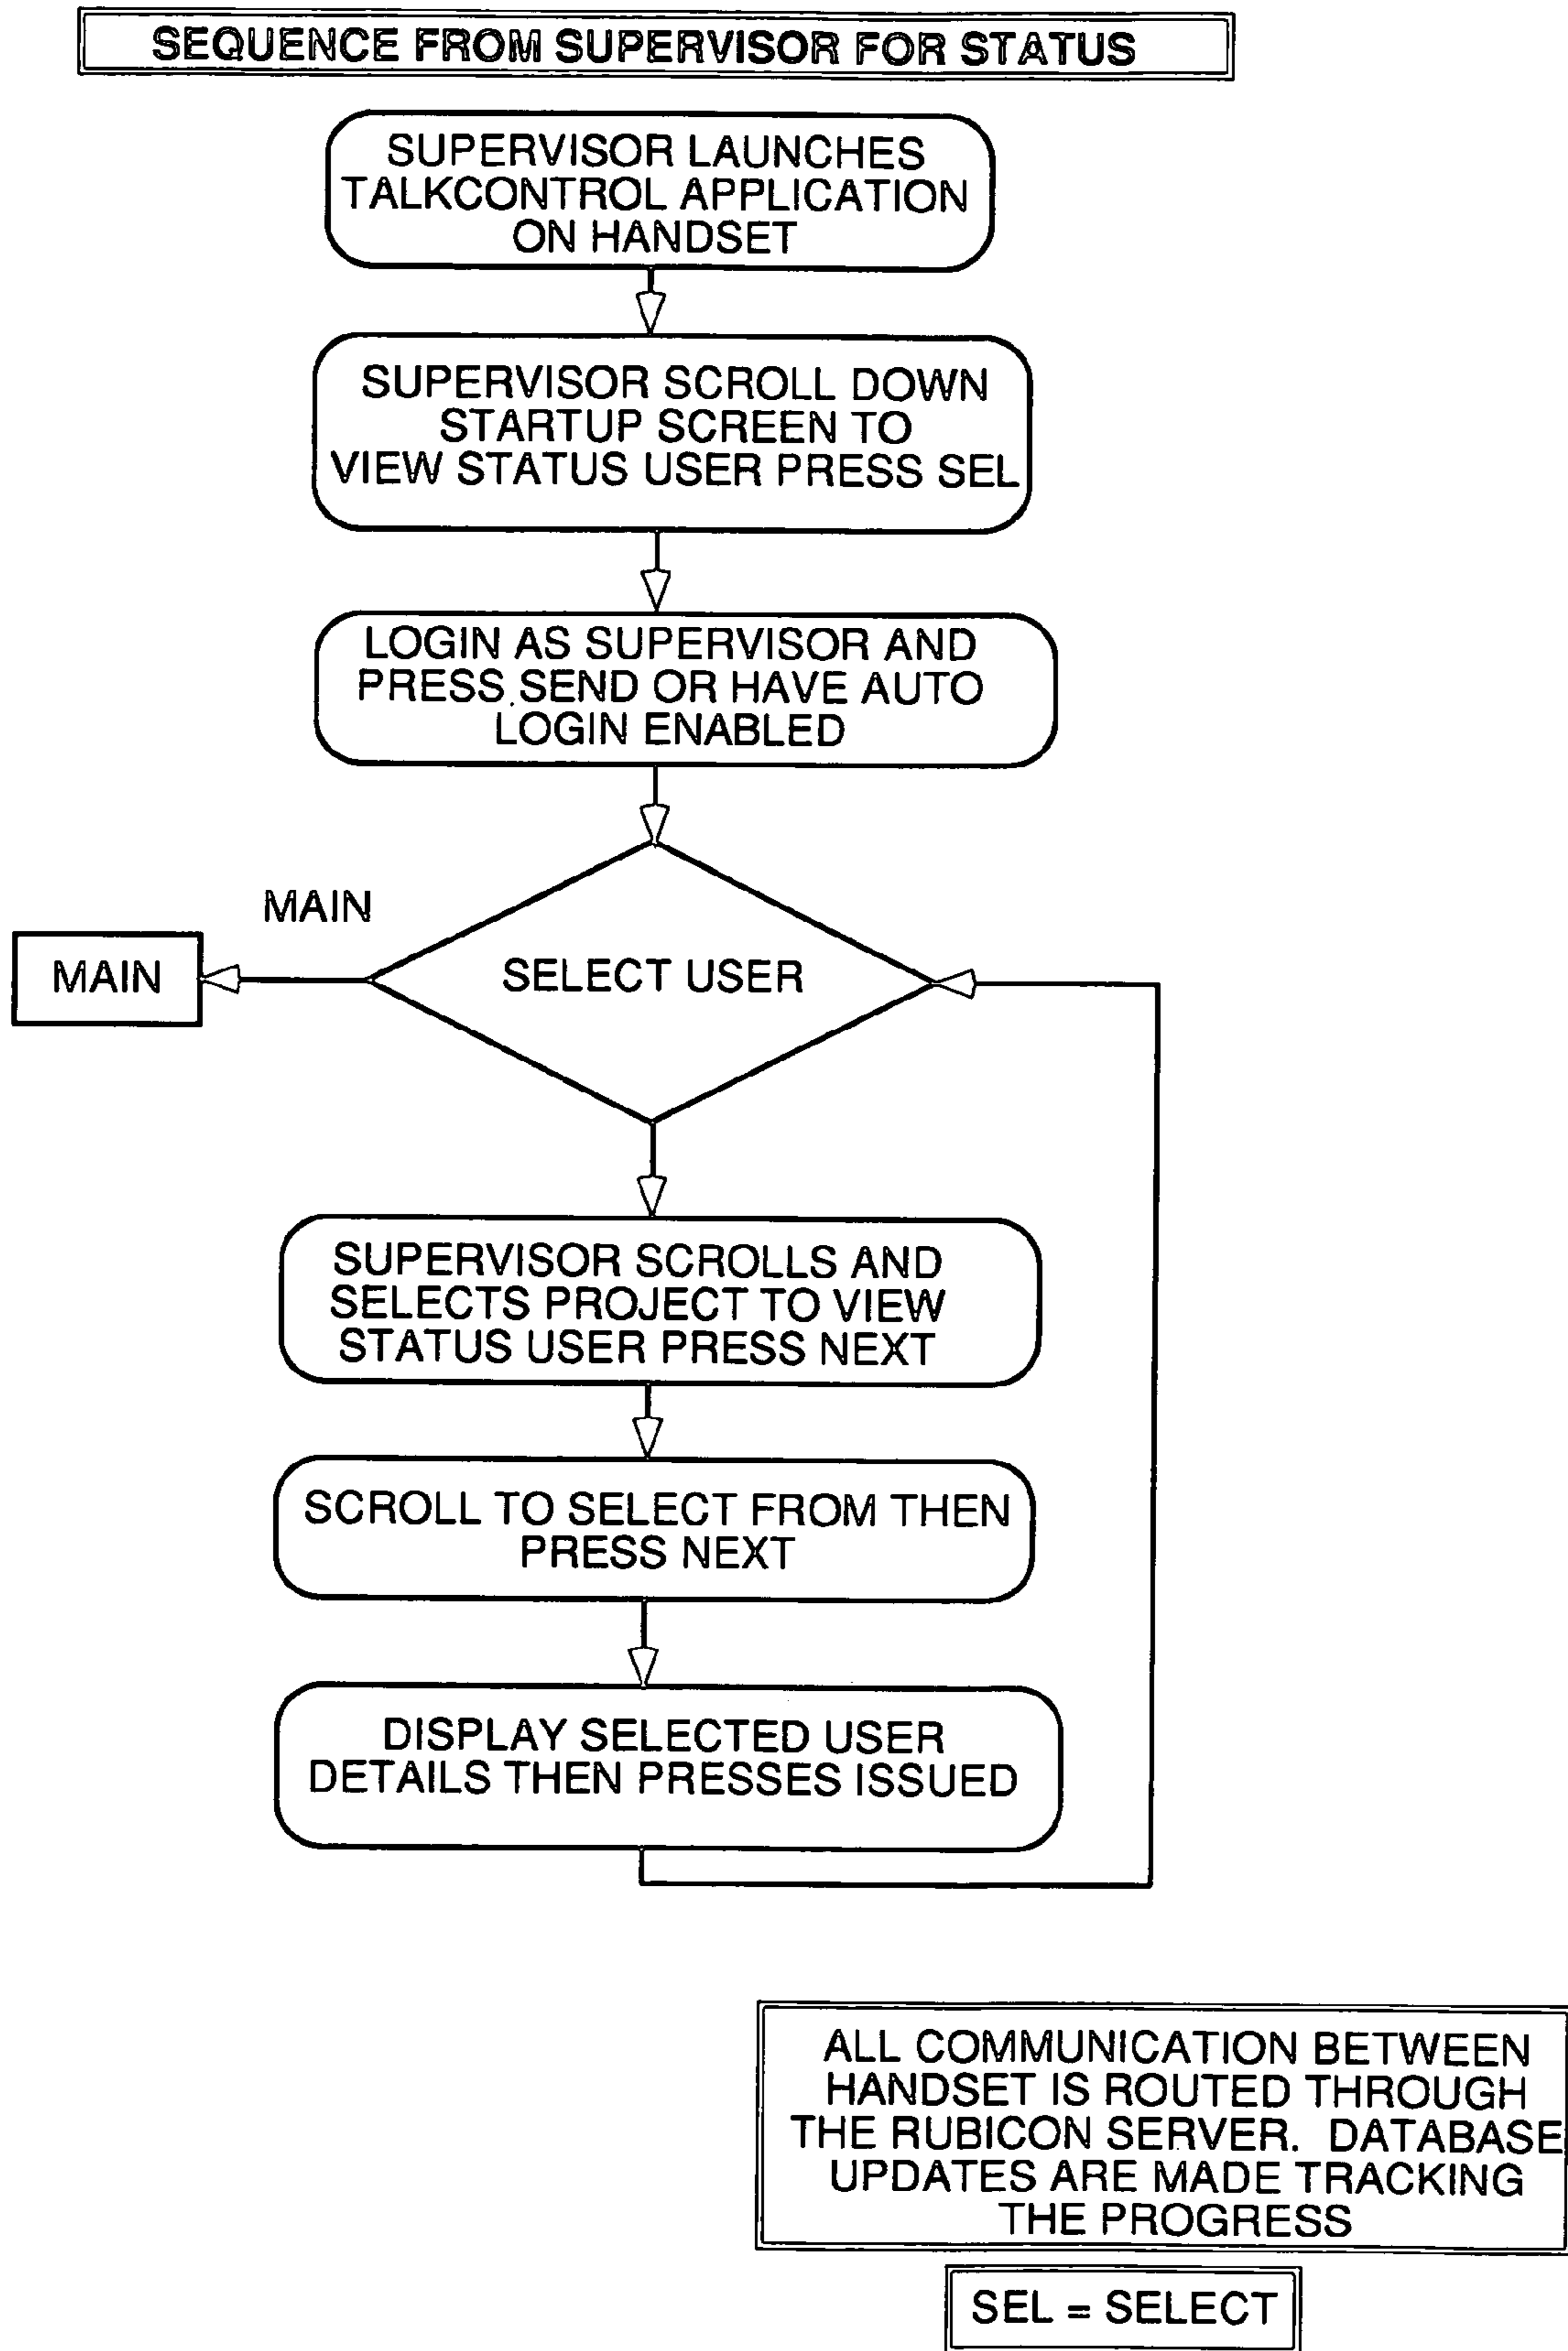 SEQUENCE FROM SUPERVISOR FOR STATUS
SUPERVISOR LAUNCHES
TALKCONTROL APPLICATION
ON HANDSET
SUPERVISOR SCROLL DOWN
STARTUP SCREEN TO
VIEW STATUS USER PRESS SEL
LOGIN AS SUPERVISOR AND
PRESS SEND OR HAVE AUTO
LOGIN ENABLED
MAIN
MAIN
SELECT USER
SUPERVISOR SCROLLS AND
SELECTS PROJECT TO VIEW
STATUS USER PRESS NEXT
SCROLL TO SELECT FROM THEN
PRESS NEXT
DISPLAY SELECTED USER
DETAILS THEN PRESSES ISSUED
ALL COMMUNICATION BETWEEN
HANDSET IS ROUTED THROUGH
THE RUBICON SERVER. DATABASE
UPDATES ARE MADE TRACKING
THE PROGRESS
SEL = SELECT